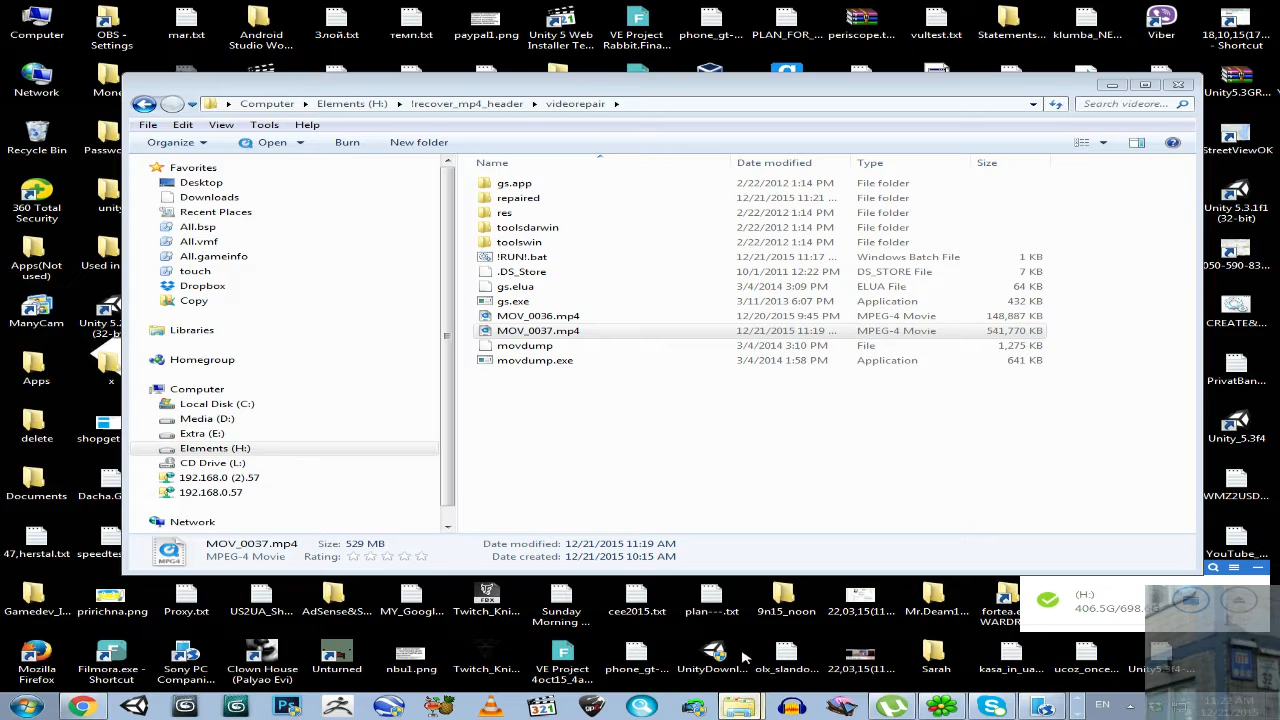 Computer
OBS -
Settings
mar.txt
Android
Studio Wo...
Злой.txt
темп.txt
paypal1.png
Unity 5 Web
Installer Te...
VE Project
Rabbit.Fina...
phone_gt-...
PLAN_FOR_...
periscope.t...
vultest.txt
Statements...
klumba_NE...
Viber
18,10,15(17...
- Shortcut
Network
Recycle Bin
360 Total
Security
Apps(Not
used)
ManyCam
Apps
delete
Documents
47,herstal.txt
Mone
Passw
unity
Used in
Unity 5.2
(32-bit)
x
shopget
Dacha.G
speedtes
Computer
Elements (H:)
!recover_mp4_header
videorepair
Search videore...
File Edit View Tools Help
Organize Open Burn New folder
Favorites
Desktop
Downloads
Recent Places
All.bsp
All.vmf
All.gameinfo
touch
Dropbox
Copy
Libraries
Homegroup
Computer
Local Disk (C:)
Media (D:)
Extra (E:)
Elements (H:)
CD Drive (L:)
192.168.0 (2).57
192.168.0.57
Network
Name Date modified Type Size
gs.app 2/22/2012 1:14 PM File folder
repaired 12/21/2015 11:21 ... File folder
res 2/22/2012 1:14 PM File folder
toolsdarwin 2/22/2012 1:14 PM File folder
toolswin 2/22/2012 1:14 PM File folder
!RUN!.bat 12/21/2015 11:17 ... Windows Batch File 1 KB
.DS_Store 10/1/2011 12:22 PM DS_STORE File 7 KB
gs.elua 3/4/2014 3:09 PM ELUA File 64 KB
gs.exe 3/11/2013 6:07 PM Application 432 KB
MOV_0036.mp4 12/20/2015 9:45 PM MPEG-4 Movie 148,887 KB
MOV_0037.mp4 12/21/2015 11:19 ... MPEG-4 Movie 541,770 KB
movdump 3/4/2014 3:10 PM File 1,275 KB
movdump.exe 3/4/2014 1:58 PM Application 641 KB
MOV_0037.mp4 Size: 529 MB Date modified: 12/21/2015 11:19 AM
MPEG-4 Movie Rating: Date created: 12/21/2015 10:15 AM
MPEG4
Unity5.3GR...
StreetViewOK
Unity 5.3.1f1
(32-bit)
050-590-83...
CREATE&...
PrivatBan...
Unity_5.3f4
WMZ2USD...
YouTube_...
(H:)
406.5G/698.6G
Gamedev_I...
pririchna.png
Proxy.txt
US2UA_Sh...
AdSense&S...
MY_Googl...
Twitch_Kni...
Sunday
Morning ...
cee2015.txt
plan---.txt
9n15_noon
22,03,15(11...
Mr.Deam1...
fortea.e
WARDR
Mozilla
Firefox
Filmora.exe -
Shortcut
Sony PC
Compani...
Clown House
(Palyao Evi)
Unturned
nbu1.png
Twitch_Kni...
VE Project
4oct15_4a...
phone_gt-...
UnityDownl...
olx_slando...
22,03,15(11...
Sarah
kasa_in_ua...
ucoz_once...
Unity5.3f4-...
EN
11:22 AM
12/21/2015